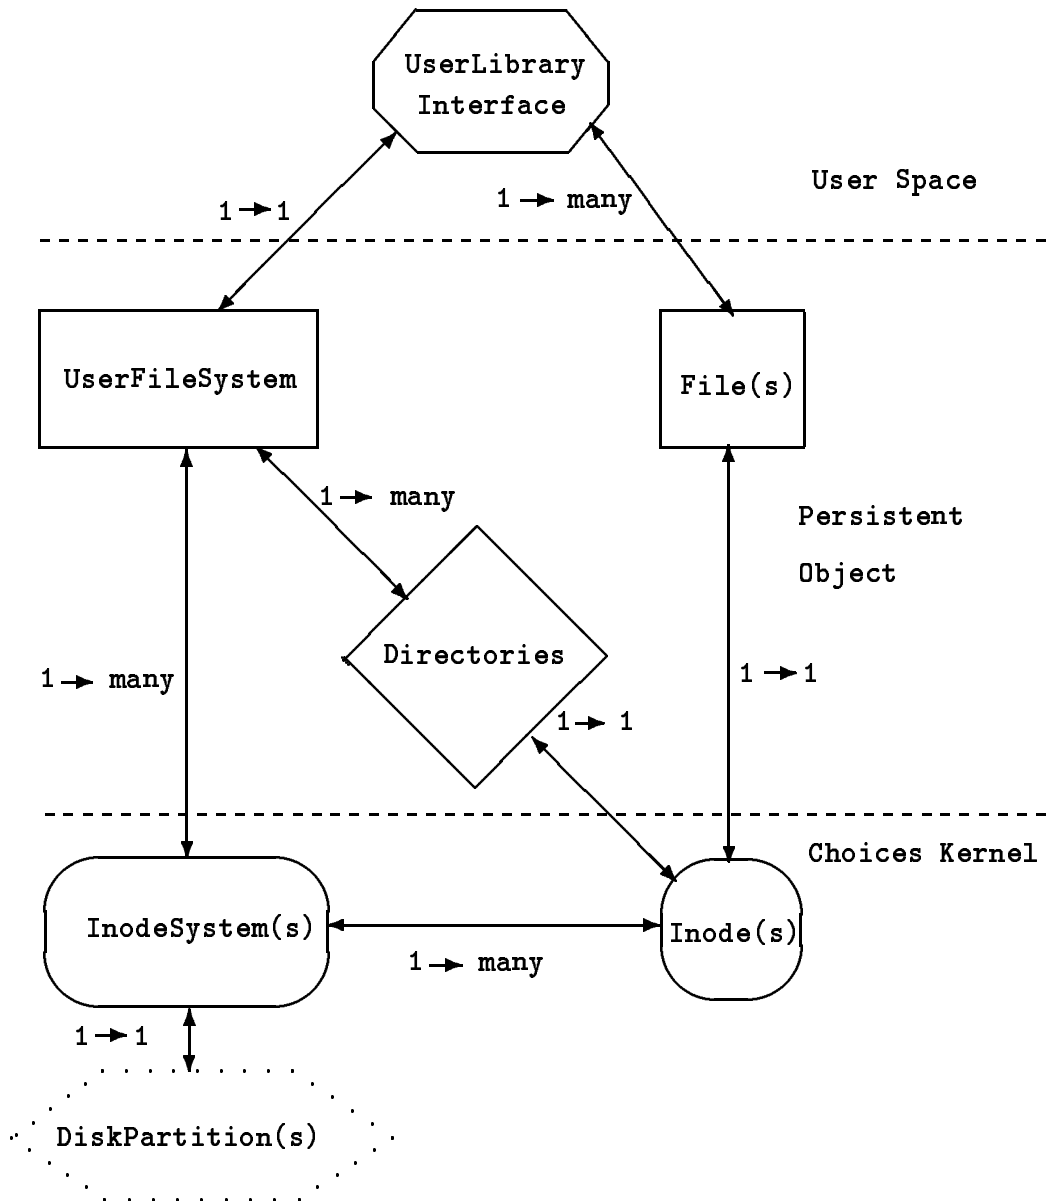 UserLibrary
Interface
User Space
1 → many
1 → 1
UserFileSystem
File(s)
1 → many
Persistent
Object
Directories
1 → many
1 → 1
1 → 1
Choices Kernel
InodeSystem(s)
Inode(s)
1 → many
1 → 1
DiskPartition(s)